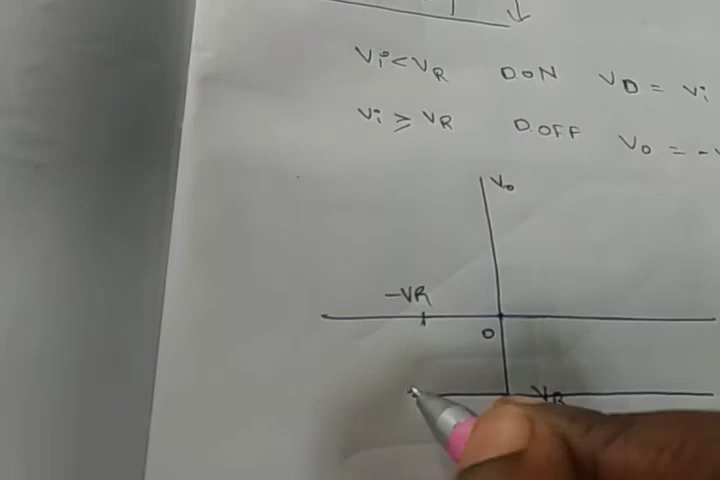 Vi < VR D ON VD = Vi
Vi ≥ VR D.OFF Vo = -V
Vo
-VR
0
VR